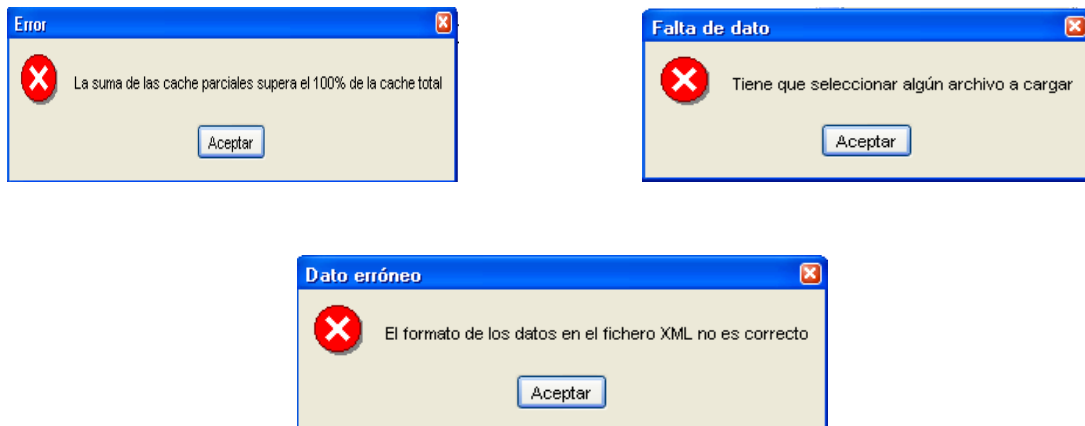 Error
La suma de las cache parciales supera el 100% de la cache total
Aceptar
Falta de dato
Tiene que seleccionar algún archivo a cargar
Aceptar
Dato erróneo
El formato de los datos en el fichero XML no es correcto
Aceptar